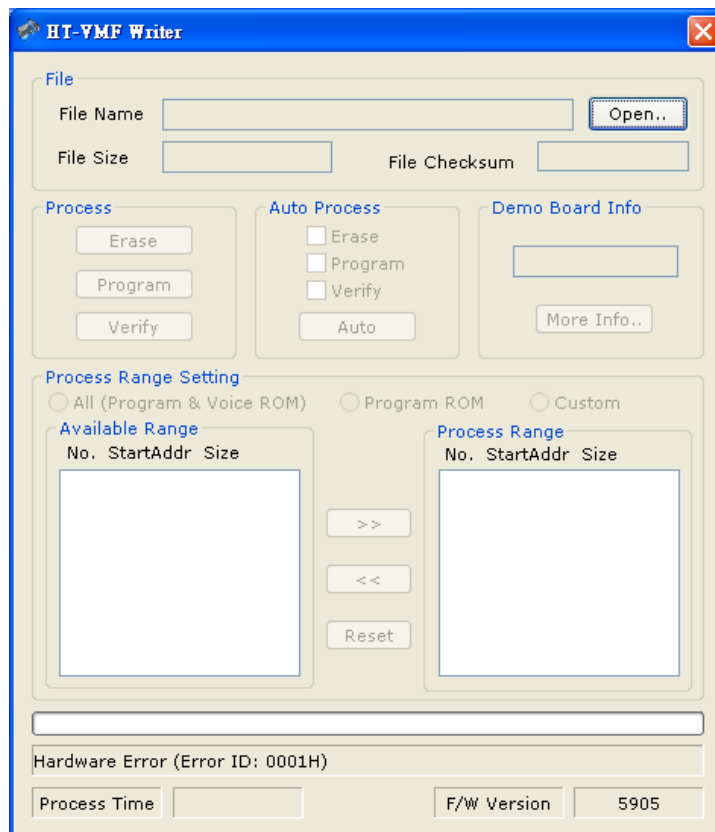 HT-VMF Writer
File
File Name
Open..
File Size
File Checksum
Process
Erase
Program
Verify
Auto Process
Erase
Program
Verify
Auto
Demo Board Info
More Info..
Process Range Setting
All (Program & Voice ROM)
Program ROM
Custom
Available Range
No. StartAddr Size
>>
<<
Reset
Process Range
No. StartAddr Size
Hardware Error (Error ID: 0001H)
Process Time
F/W Version
5905